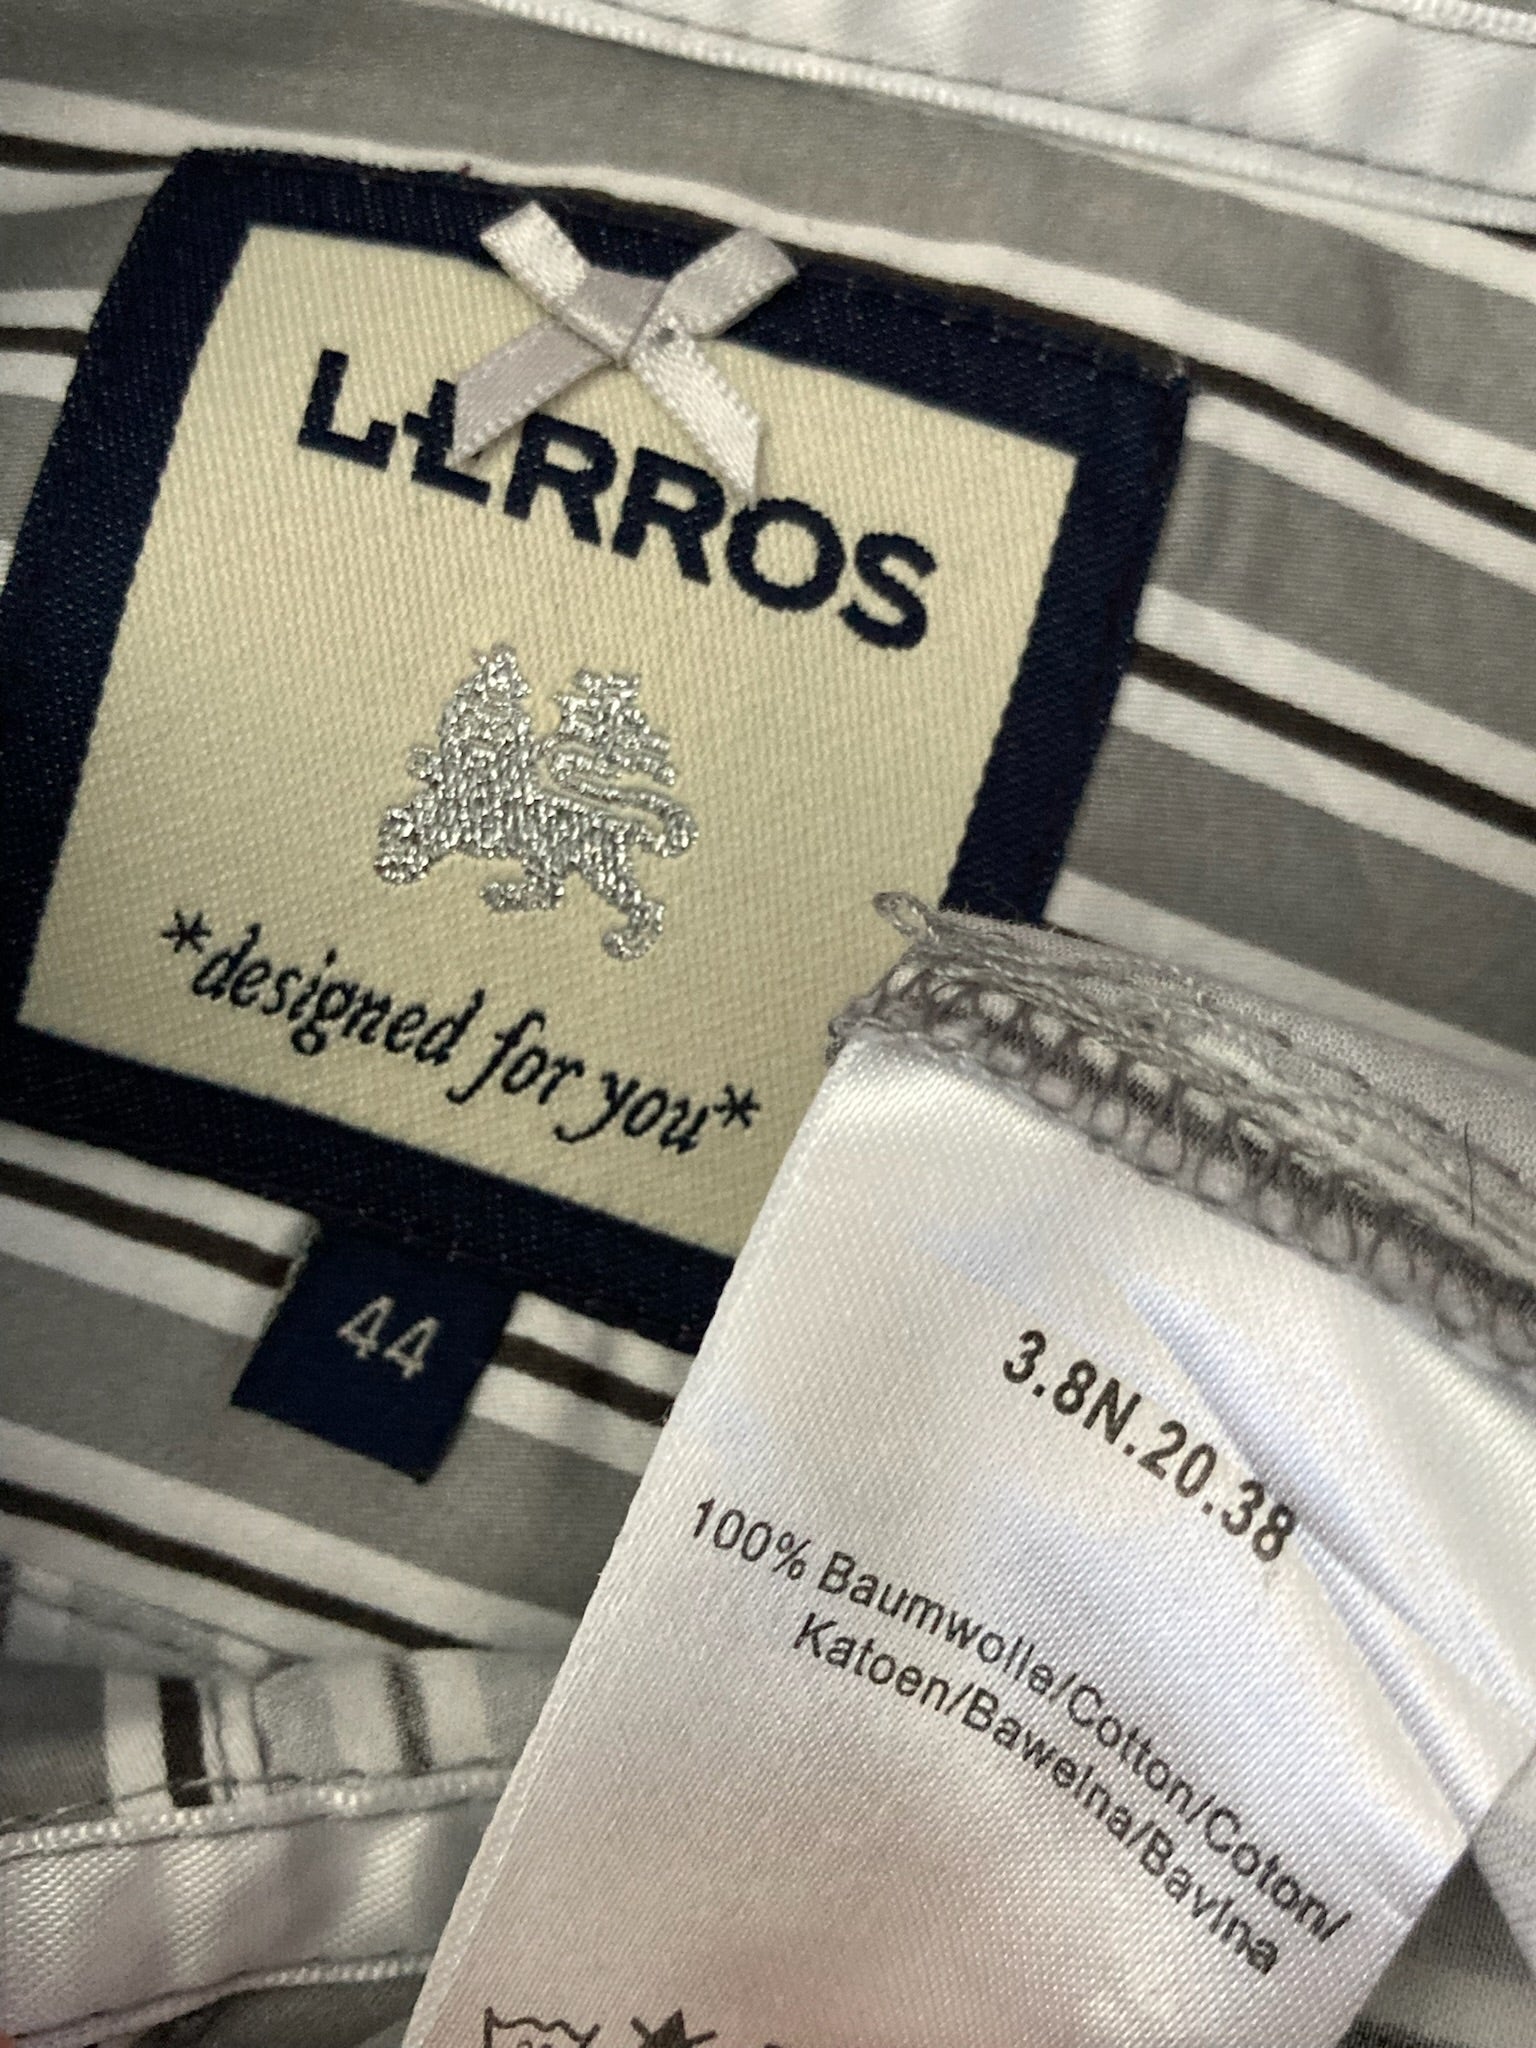 LERROS
*designed for you*
44
3.8N.20.38
100% Baumwolle/Cotton/Coton/
Katoen/Bawelna/Bavlna